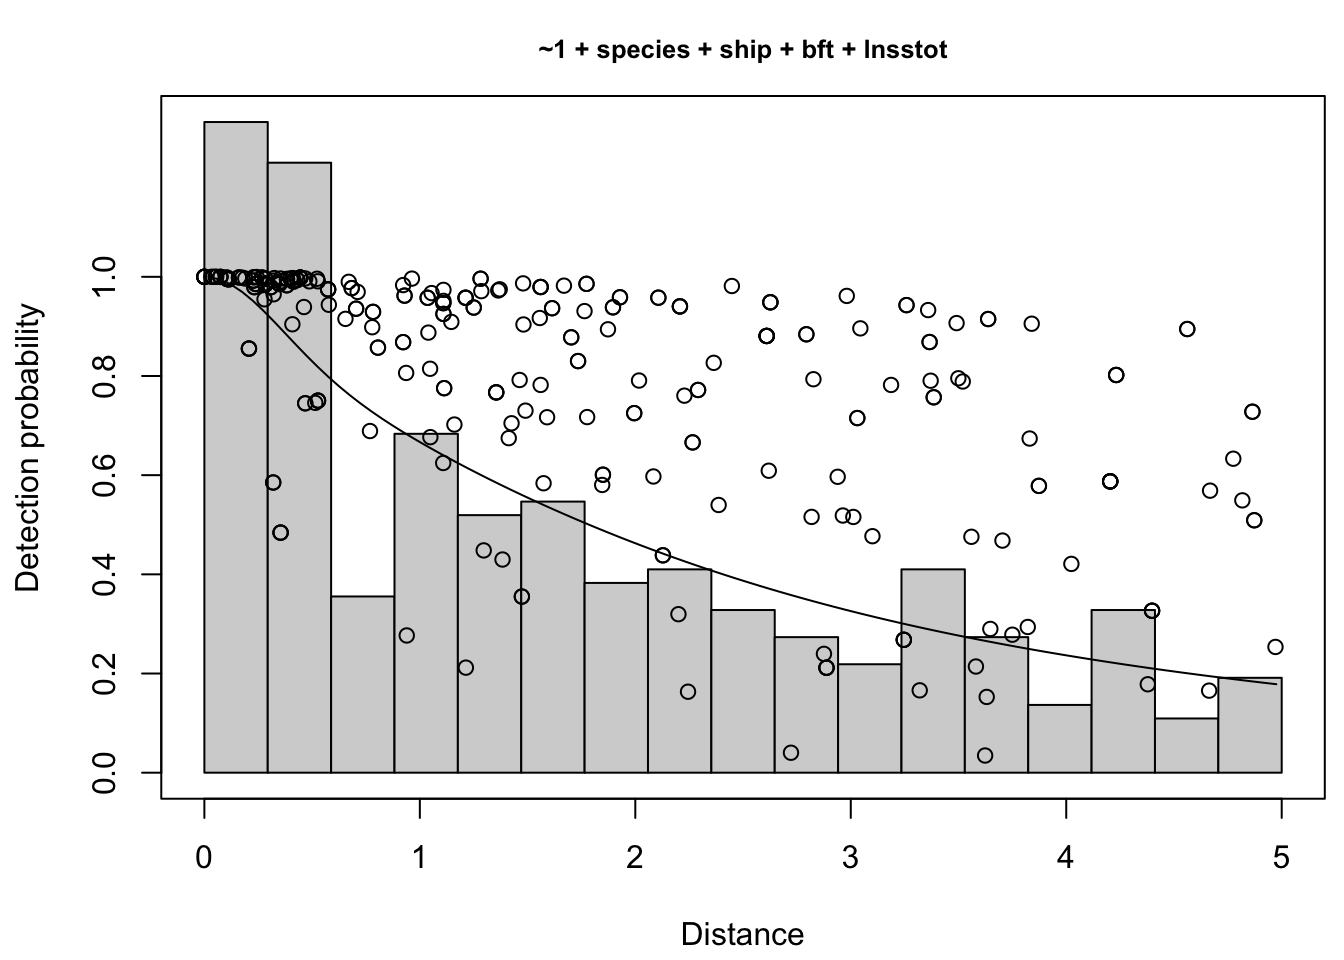 ~1 + species + ship + bft + lnsstot
1.0
0.8
0.6
0.4
0.2
0.0
Detection probability
0 1 2 3 4 5
Distance